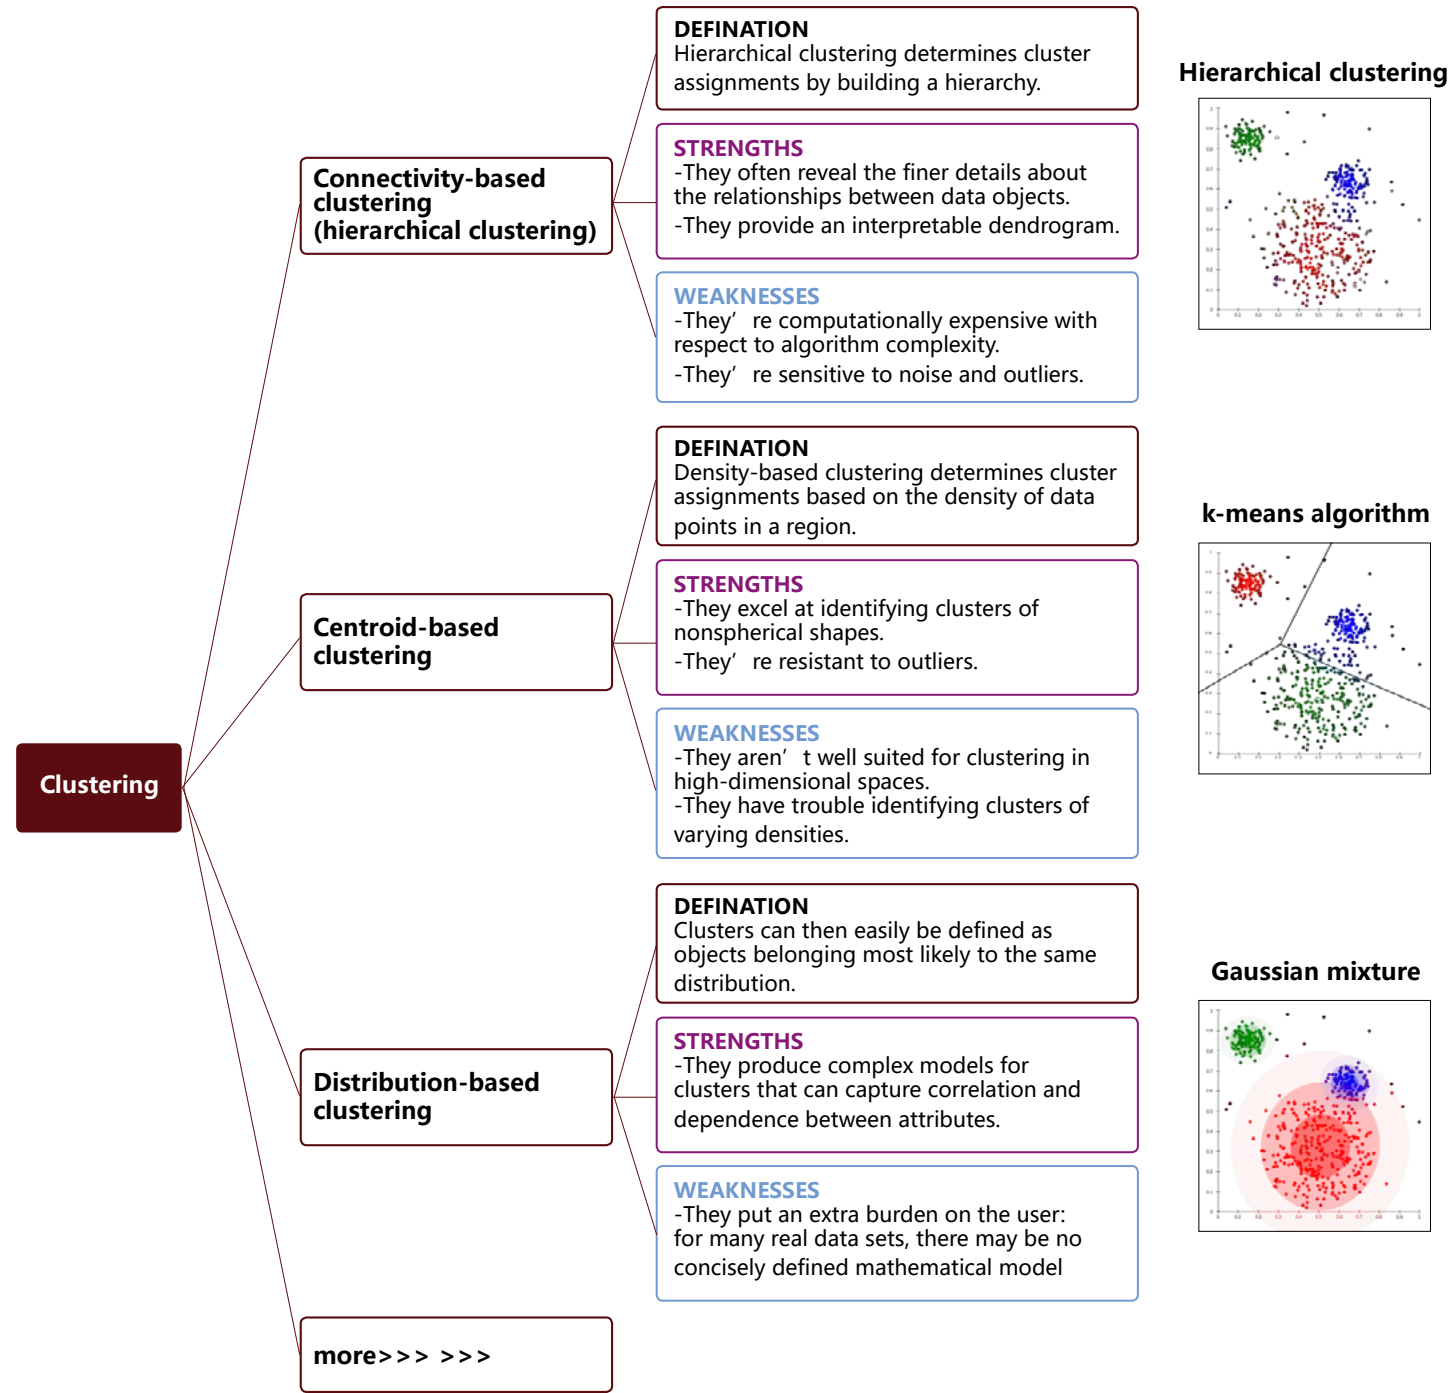 Clustering
Connectivity-based
clustering
(hierarchical clustering)
DEFINATION
Hierarchical clustering determines cluster
assignments by building a hierarchy.
STRENGTHS
-They often reveal the finer details about
the relationships between data objects.
-They provide an interpretable dendrogram.
WEAKNESSES
-They’ re computationally expensive with
respect to algorithm complexity.
-They’ re sensitive to noise and outliers.
Hierarchical clustering
Centroid-based
clustering
DEFINATION
Density-based clustering determines cluster
assignments based on the density of data
points in a region.
STRENGTHS
-They excel at identifying clusters of
nonspherical shapes.
-They’ re resistant to outliers.
WEAKNESSES
-They aren’ t well suited for clustering in
high-dimensional spaces.
-They have trouble identifying clusters of
varying densities.
k-means algorithm
Distribution-based
clustering
DEFINATION
Clusters can then easily be defined as
objects belonging most likely to the same
distribution.
STRENGTHS
-They produce complex models for
clusters that can capture correlation and
dependence between attributes.
WEAKNESSES
-They put an extra burden on the user:
for many real data sets, there may be no
concisely defined mathematical model
Gaussian mixture
more>>> >>>